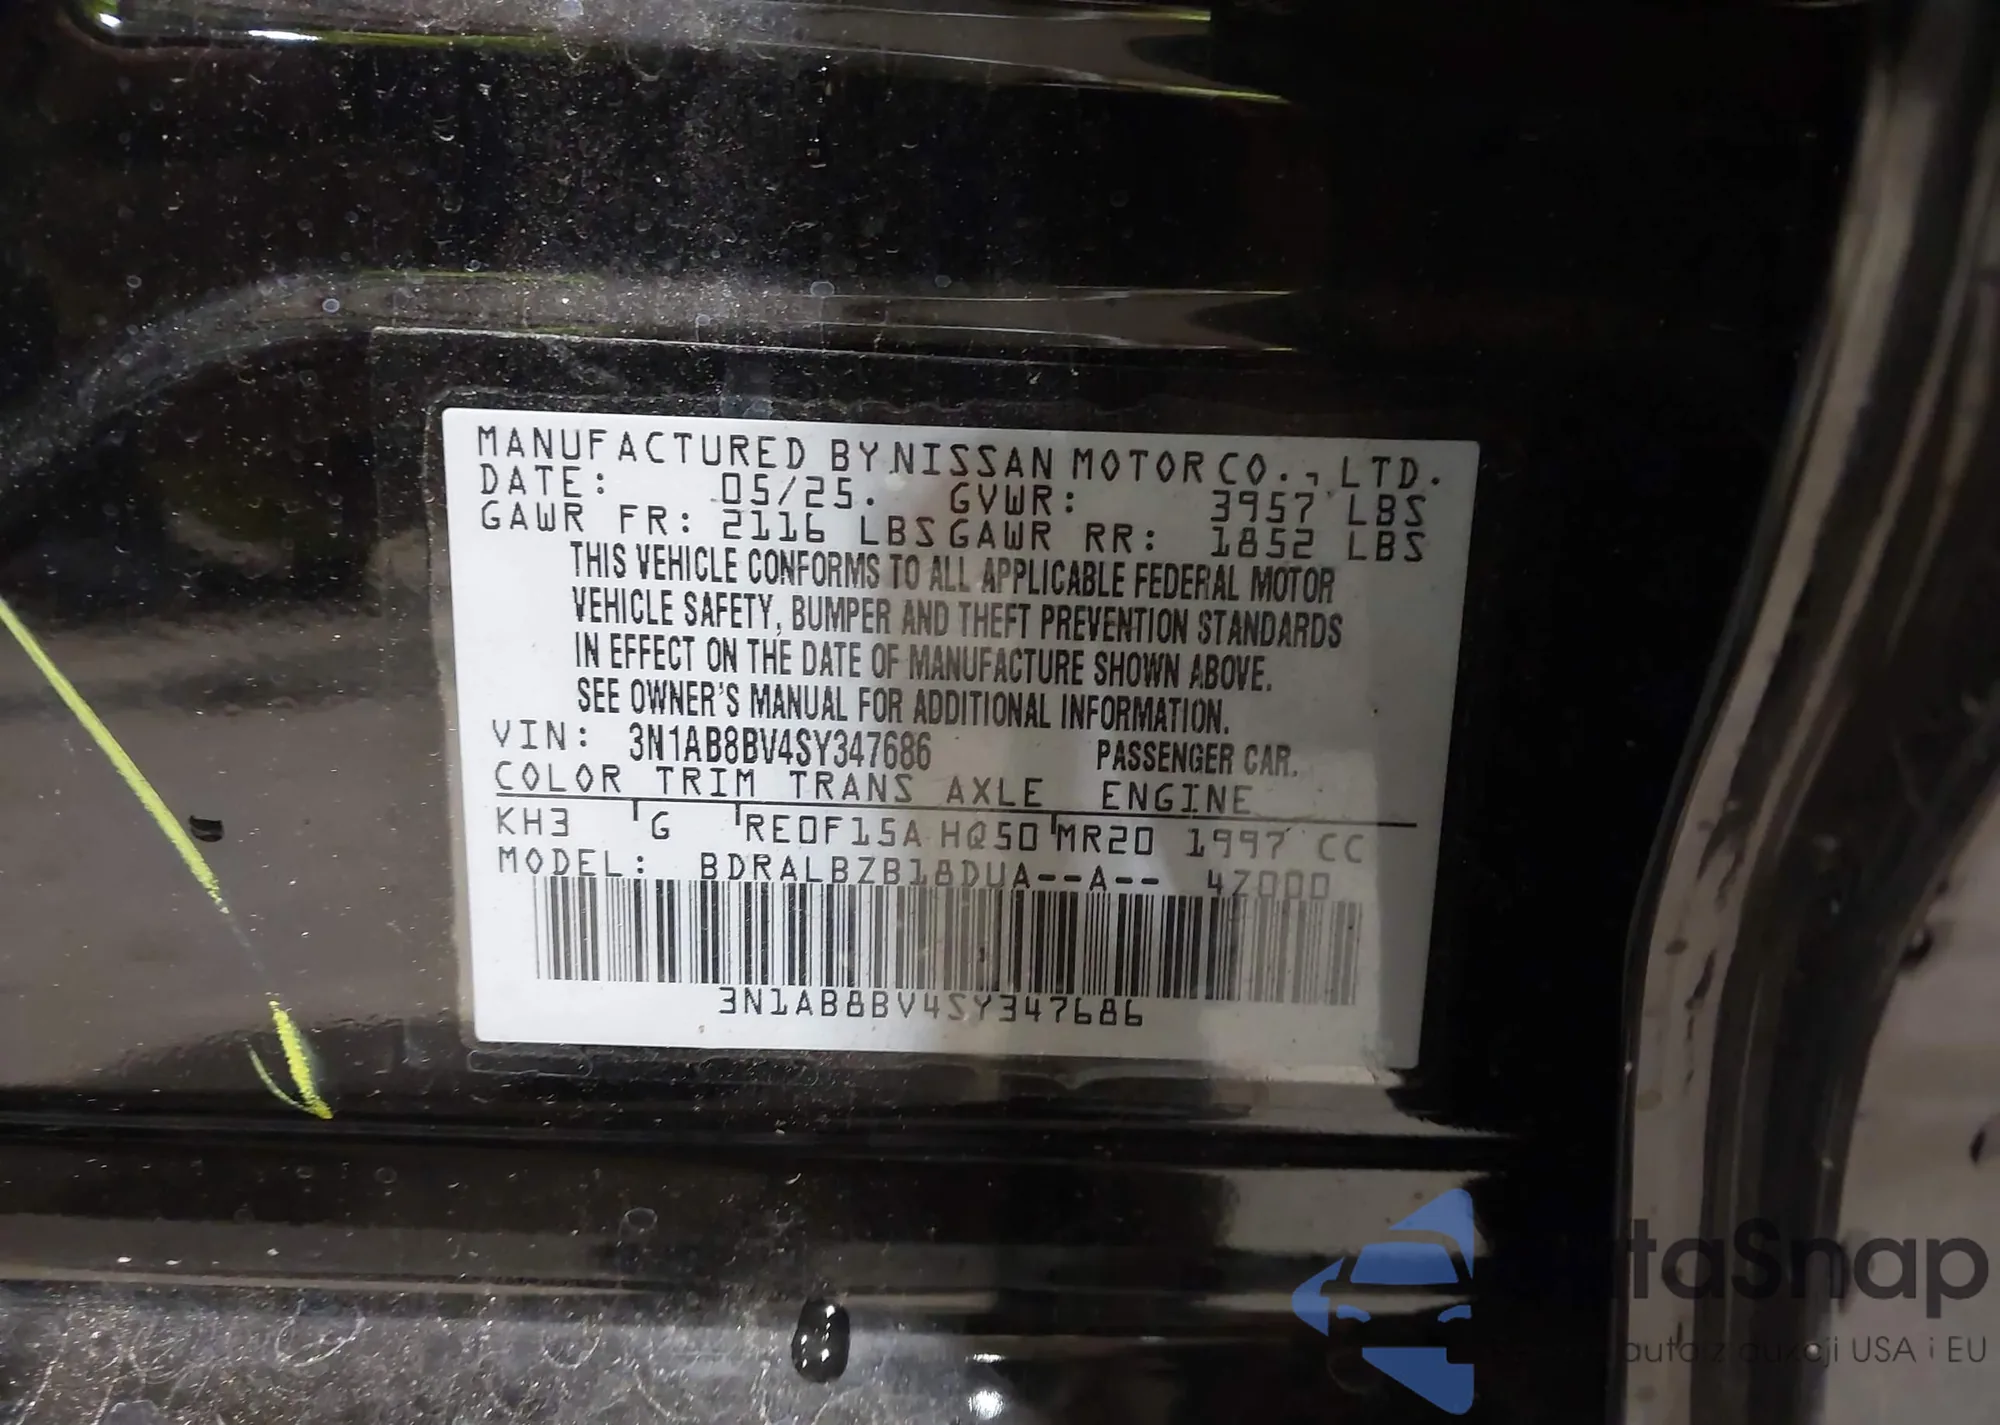 MANUFACTURED BY NISSAN MOTOR CO., LTD.
DATE: 05/25. GVWR: 3957 LBS
GAWR FR: 2116 LBS GAWR RR: 1852 LBS
THIS VEHICLE CONFORMS TO ALL APPLICABLE FEDERAL MOTOR
VEHICLE SAFETY, BUMPER AND THEFT PREVENTION STANDARDS
IN EFFECT ON THE DATE OF MANUFACTURE SHOWN ABOVE.
SEE OWNER'S MANUAL FOR ADDITIONAL INFORMATION.
VIN: 3N1AB8BV4SY347686 PASSENGER CAR.
COLOR TRIM TRANS AXLE ENGINE
KH3 G RE0F15A HQ50 MR20 1997 CC
MODEL: BDRALBZB18DUA--A-- 4Z000
3N1AB8BV4SY347686
USA i EU